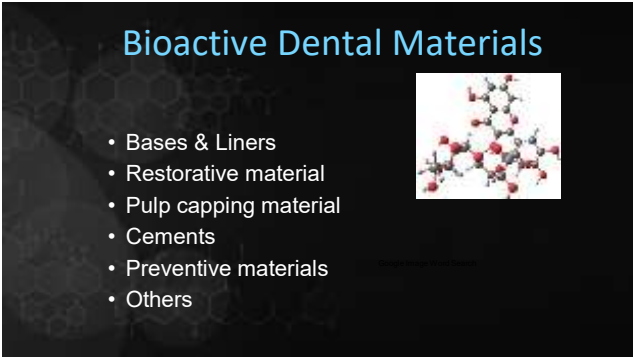 Bioactive Dental Materials
• Bases & Liners
• Restorative material
• Pulp capping material
• Cements
• Preventive materials
• Others